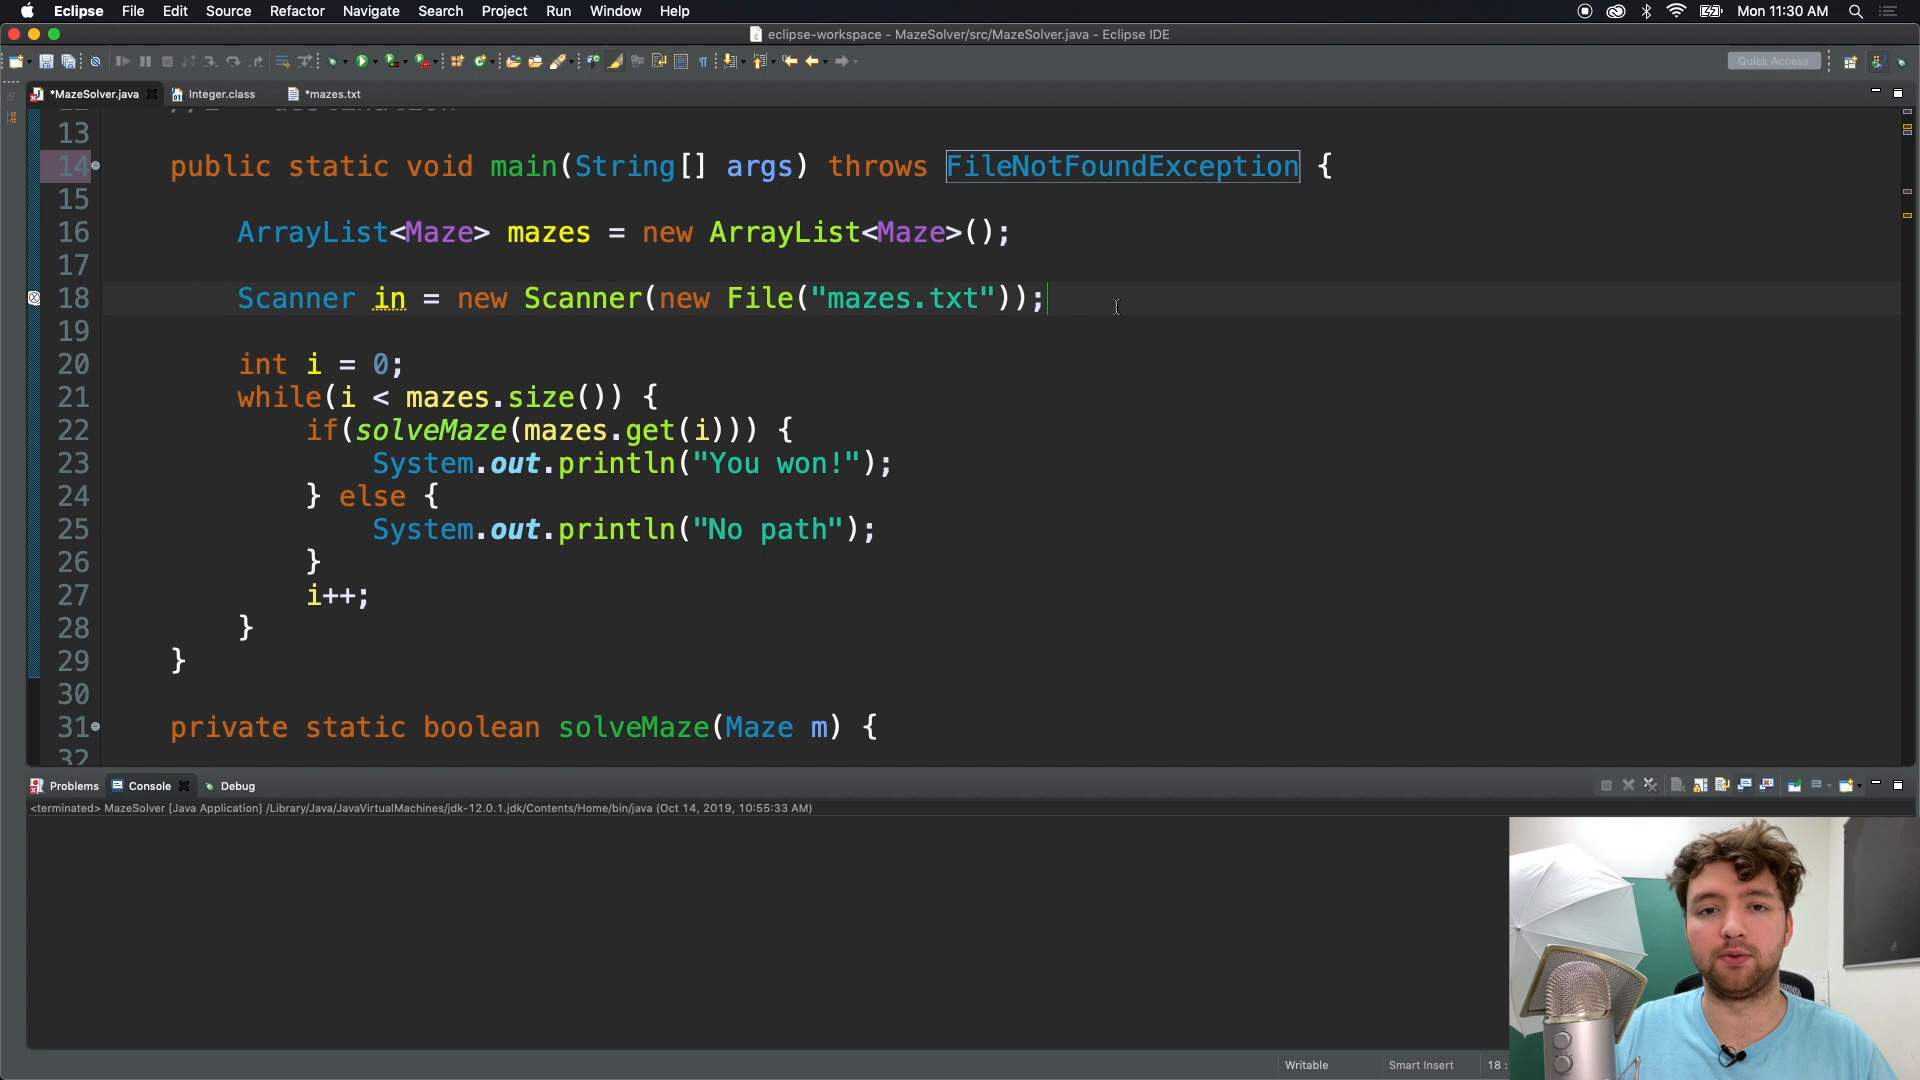 Eclipse File Edit Source Refactor Navigate Search Project Run Window Help Mon 11:30 AM
eclipse-workspace - MazeSolver/src/MazeSolver.java - Eclipse IDE
Quick Access
*MazeSolver.java Integer.class *mazes.txt
13
14 public static void main(String[] args) throws FileNotFoundException {
15
16 ArrayList<Maze> mazes = new ArrayList<Maze>();
17
18 Scanner in = new Scanner(new File("mazes.txt"));
19
20 int i = 0;
21 while(i < mazes.size()) {
22 if(solveMaze(mazes.get(i))) {
23 System.out.println("You won!");
24 } else {
25 System.out.println("No path");
26 }
27 i++;
28 }
29 }
30
31 private static boolean solveMaze(Maze m) {
32
Problems Console Debug
<terminated> MazeSolver [Java Application] /Library/Java/JavaVirtualMachines/jdk-12.0.1.jdk/Contents/Home/bin/java (Oct 14, 2019, 10:55:33 AM)
Writable Smart Insert 18 :